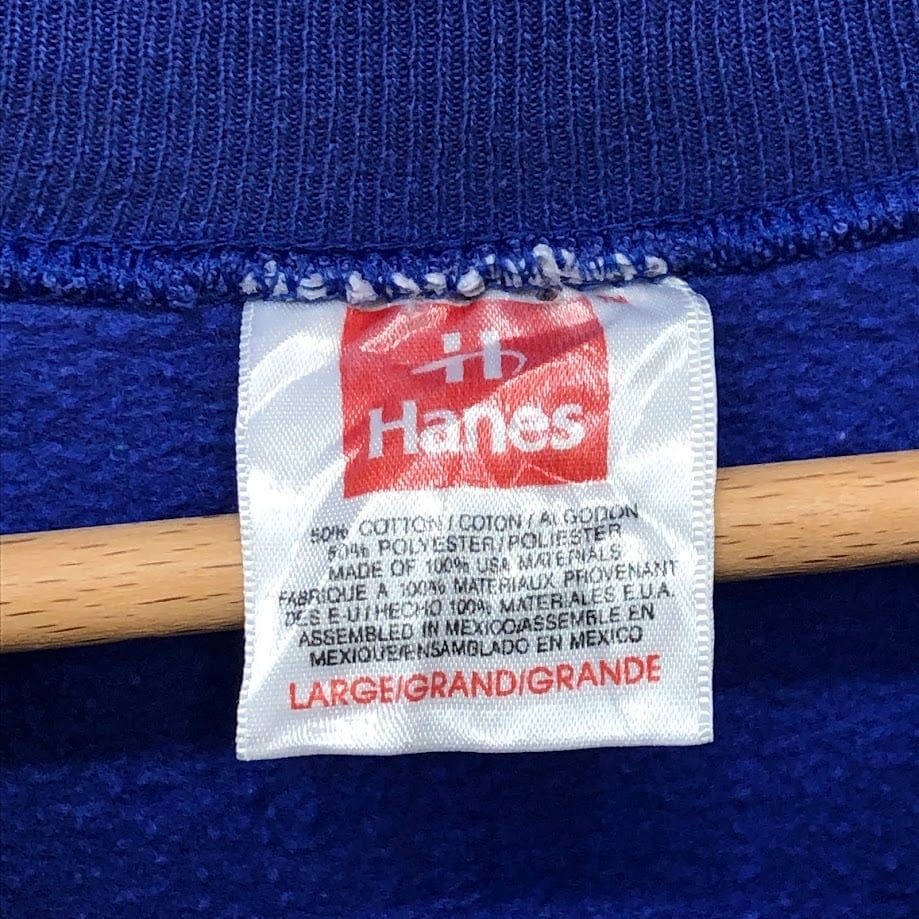 H
Hanes
50% COTTON/COTON/ALGODON
50% POLYESTER/POLIESTER
MADE OF 100% USA MATERIALS
FABRIQUE A 100% MATERIAUX PROVENANT
DES E.U./HECHO 100% MATERIALES E.U.A.
ASSEMBLED IN MEXICO/ASSEMBLE EN
MEXIQUE/ENSAMBLADO EN MEXICO
LARGE/GRAND/GRANDE